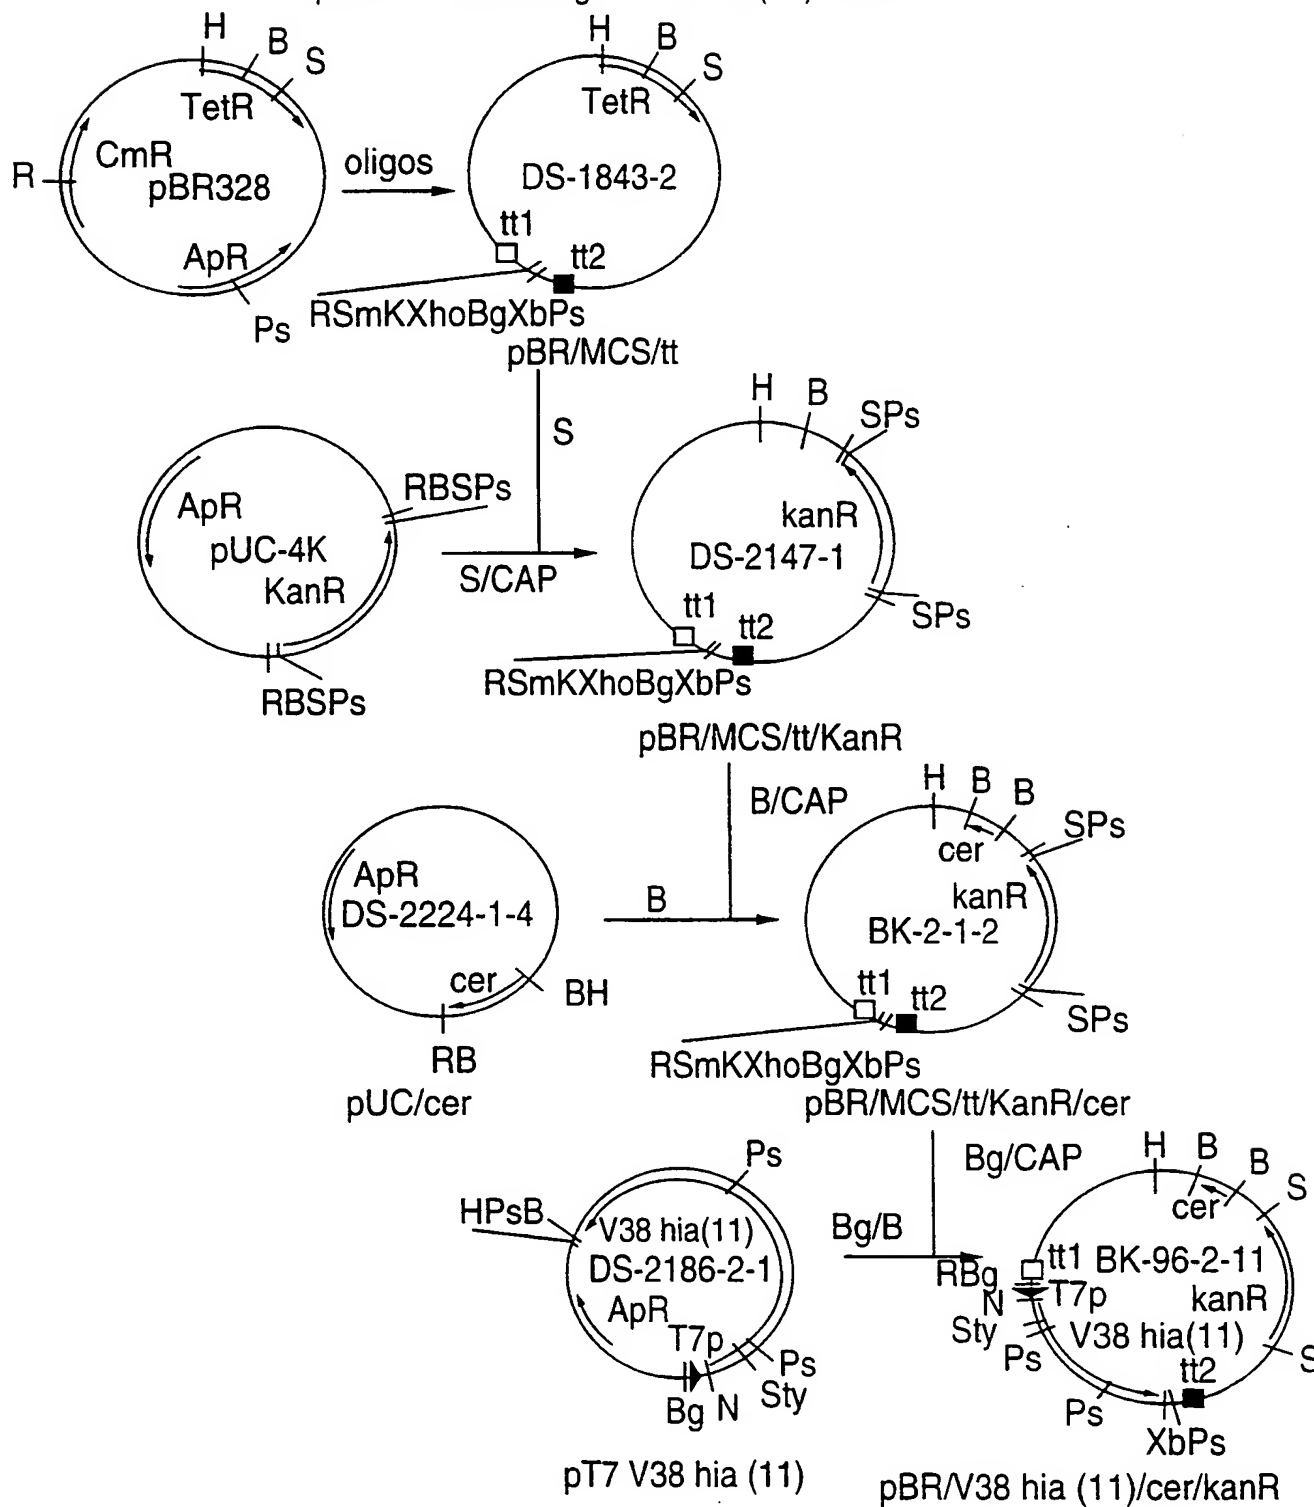 H
B
S
TetR
CmR
R
pBR328
ApR
Ps
oligos
H
B
S
TetR
DS-1843-2
tt1
tt2
RSmKXhoBgXbPs
pBR/MCS/tt
S
ApR
pUC-4K
KanR
RBSPs
RBSPs
S/CAP
H
B
SPs
kanR
DS-2147-1
SPs
tt1
tt2
RSmKXhoBgXbPs
pBR/MCS/tt/KanR
B/CAP
ApR
DS-2224-1-4
cer
BH
RB
pUC/cer
B
H
B
B
SPs
cer
kanR
BK-2-1-2
tt1
tt2
SPs
RSmKXhoBgXbPs
pBR/MCS/tt/KanR/cer
Bg/CAP
Ps
HPsB
V38 hia(11)
DS-2186-2-1
ApR
T7p
Ps
Sty
Bg
N
pT7 V38 hia (11)
Bg/B
H
B
B
S
cer
tt1
BK-96-2-11
RBg
T7p
N
kanR
Sty
V38 hia(11)
Ps
S
tt2
Ps
XbPs
pBR/V38 hia (11)/cer/kanR